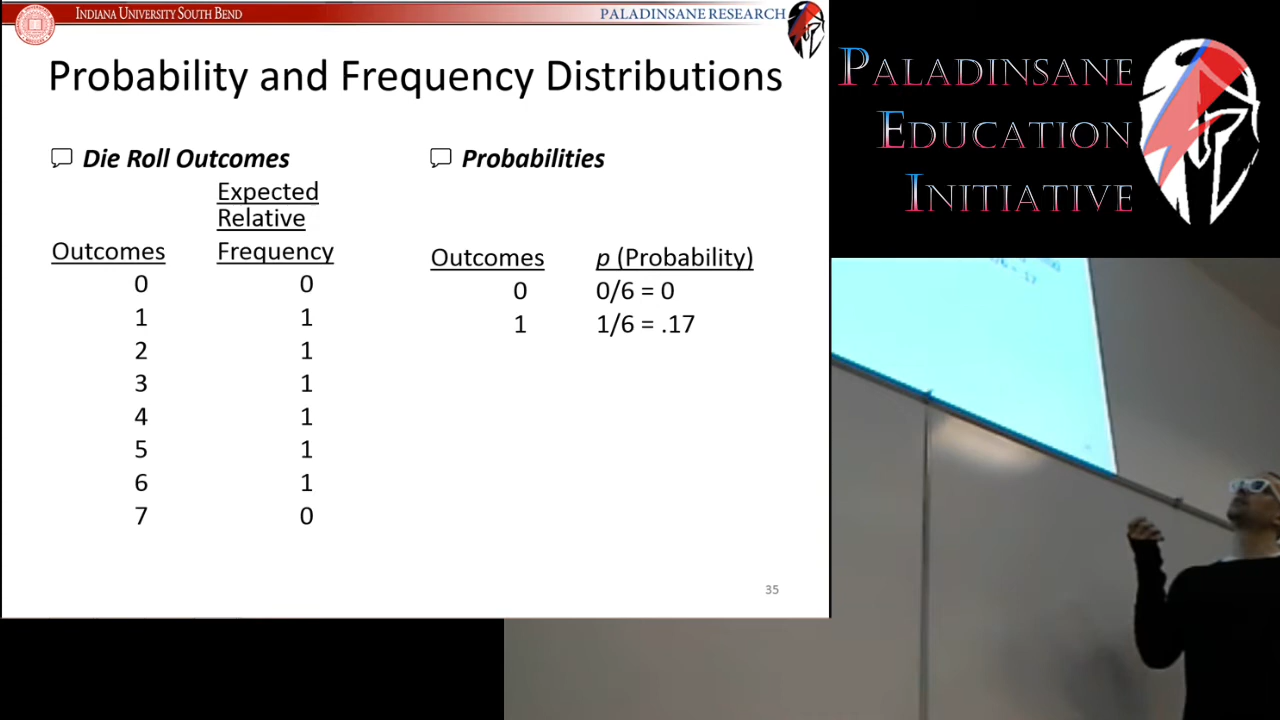 INDIANA UNIVERSITY SOUTH BEND
PALADINSANE RESEARCH
Probability and Frequency Distributions
Die Roll Outcomes
Expected
Relative
Outcomes Frequency
0 0
1 1
2 1
3 1
4 1
5 1
6 1
7 0
Probabilities
Outcomes p (Probability)
0 0/6 = 0
1 1/6 = .17
35
PALADINSANE
EDUCATION
INITIATIVE